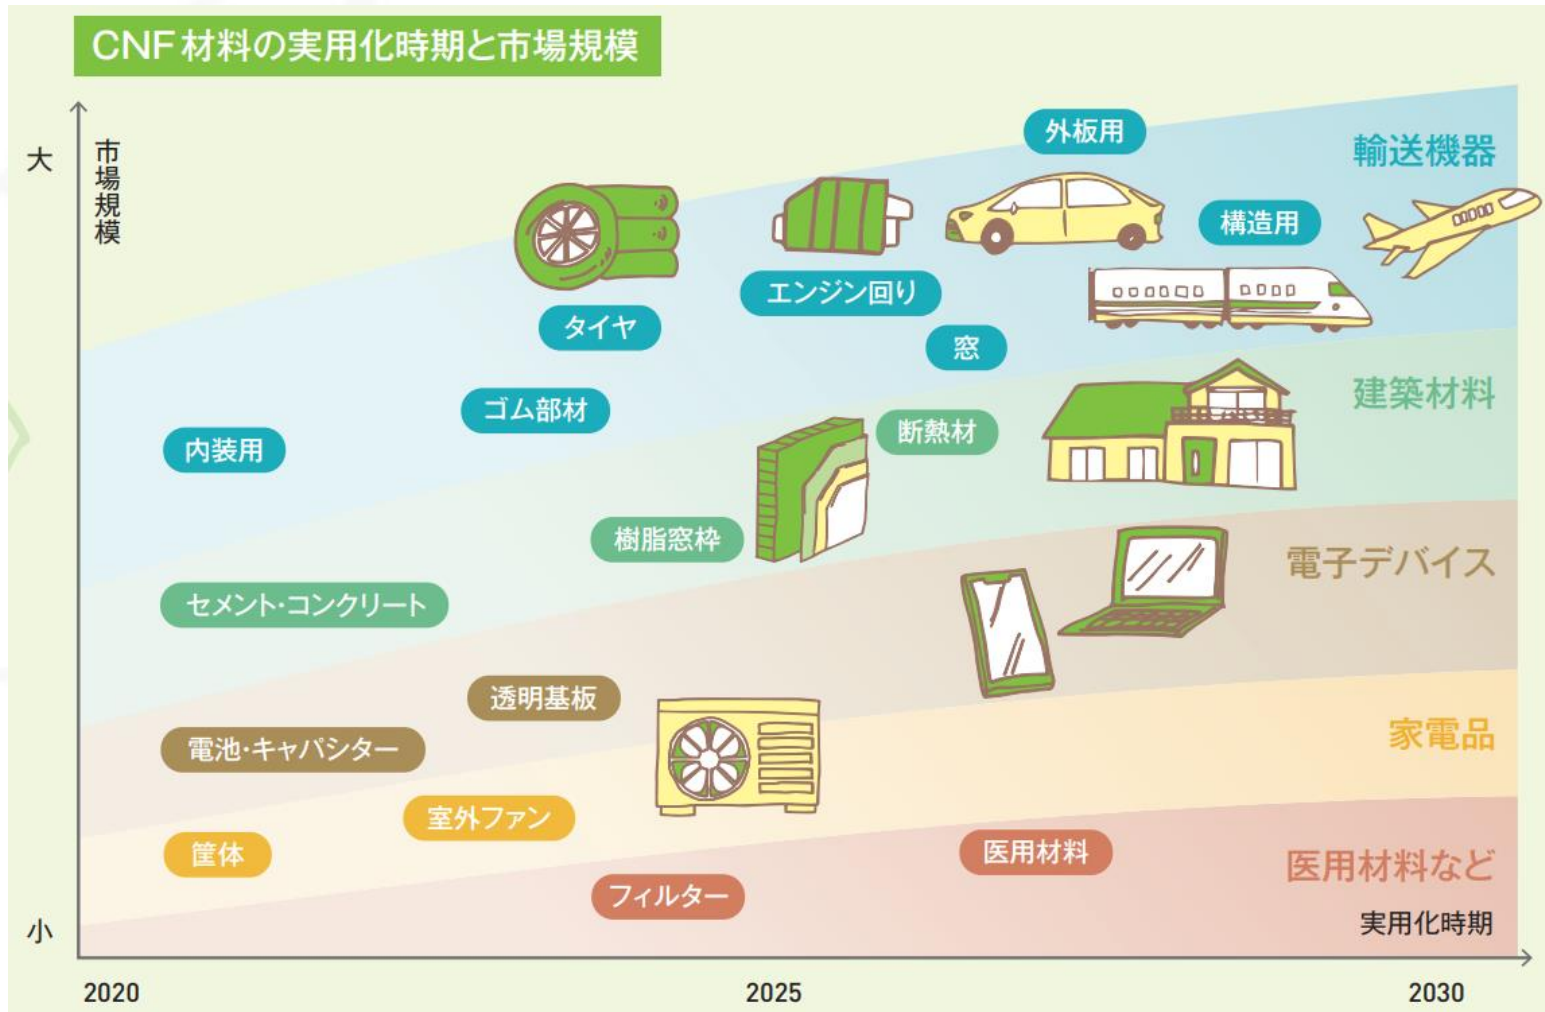 CNF材料の実用化時期と市場規模
大
市場規模
外板用
輸送機器
構造用
エンジン回り
タイヤ
窓
ゴム部材
内装用
建築材料
断熱材
樹脂窓枠
セメント・コンクリート
電子デバイス
透明基板
電池・キャパシター
家電品
室外ファン
筐体
医用材料
医用材料など
フィルター
小
実用化時期
2020
2025
2030